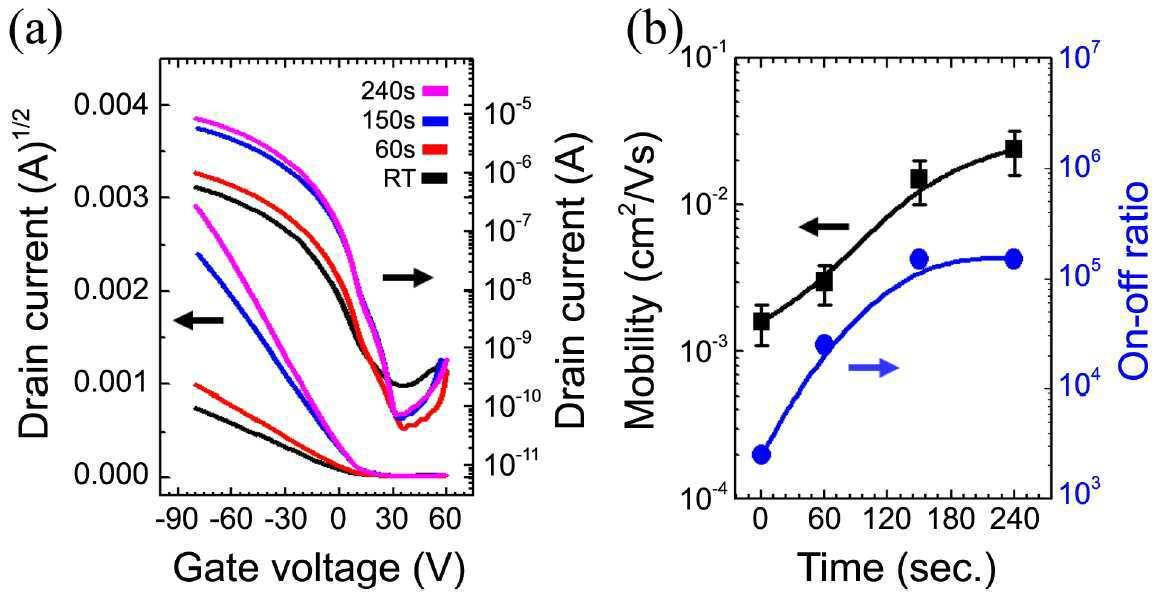 (a)
Drain current (A)1/2
0.004
0.003
0.002
0.001
0.000
240s
150s
60s
RT
10-5
10-6
10-7
10-8
10-9
10-10
10-11
Drain current (A)
-90 -60 -30 0 30 60
Gate voltage (V)
(b)
Mobility (cm2/Vs)
10-1
10-2
10-3
10-4
107
106
105
104
103
On-off ratio
0 60 120 180 240
Time (sec.)